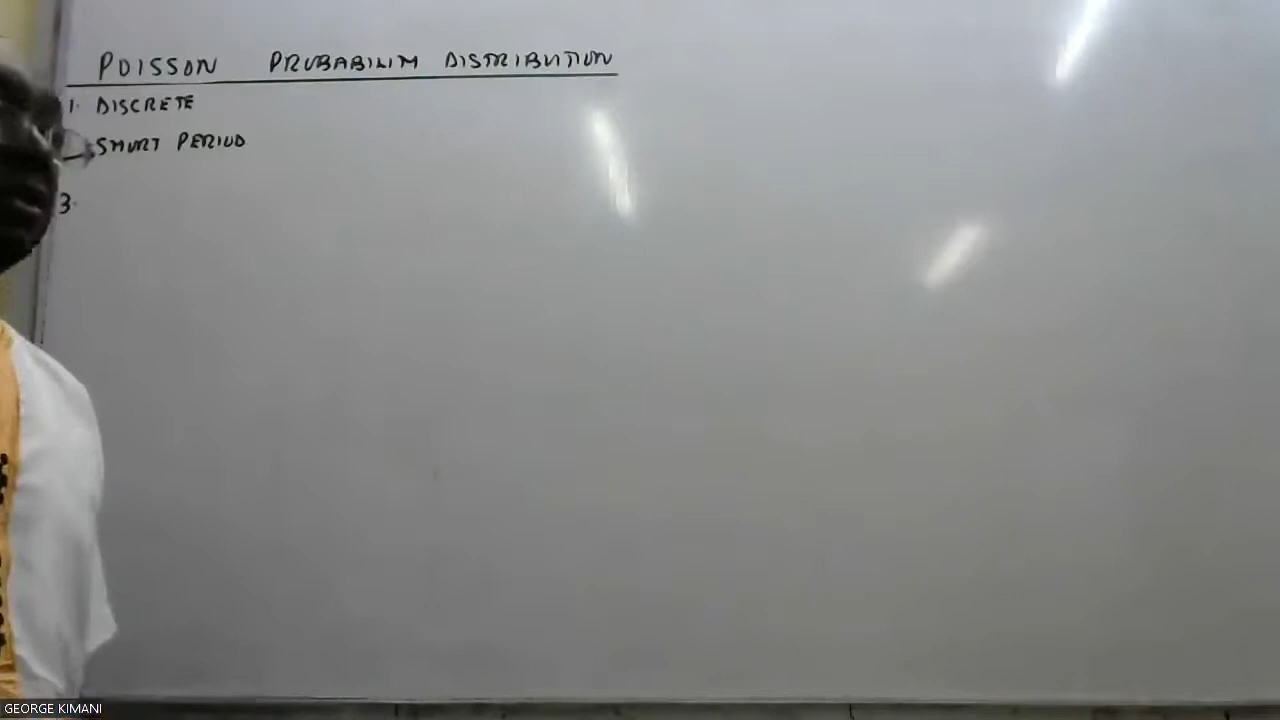 POISSON PROBABILITY DISTRIBUTION
1. DISCRETE
SHORT PERIOD
3.
GEORGE KIMANI